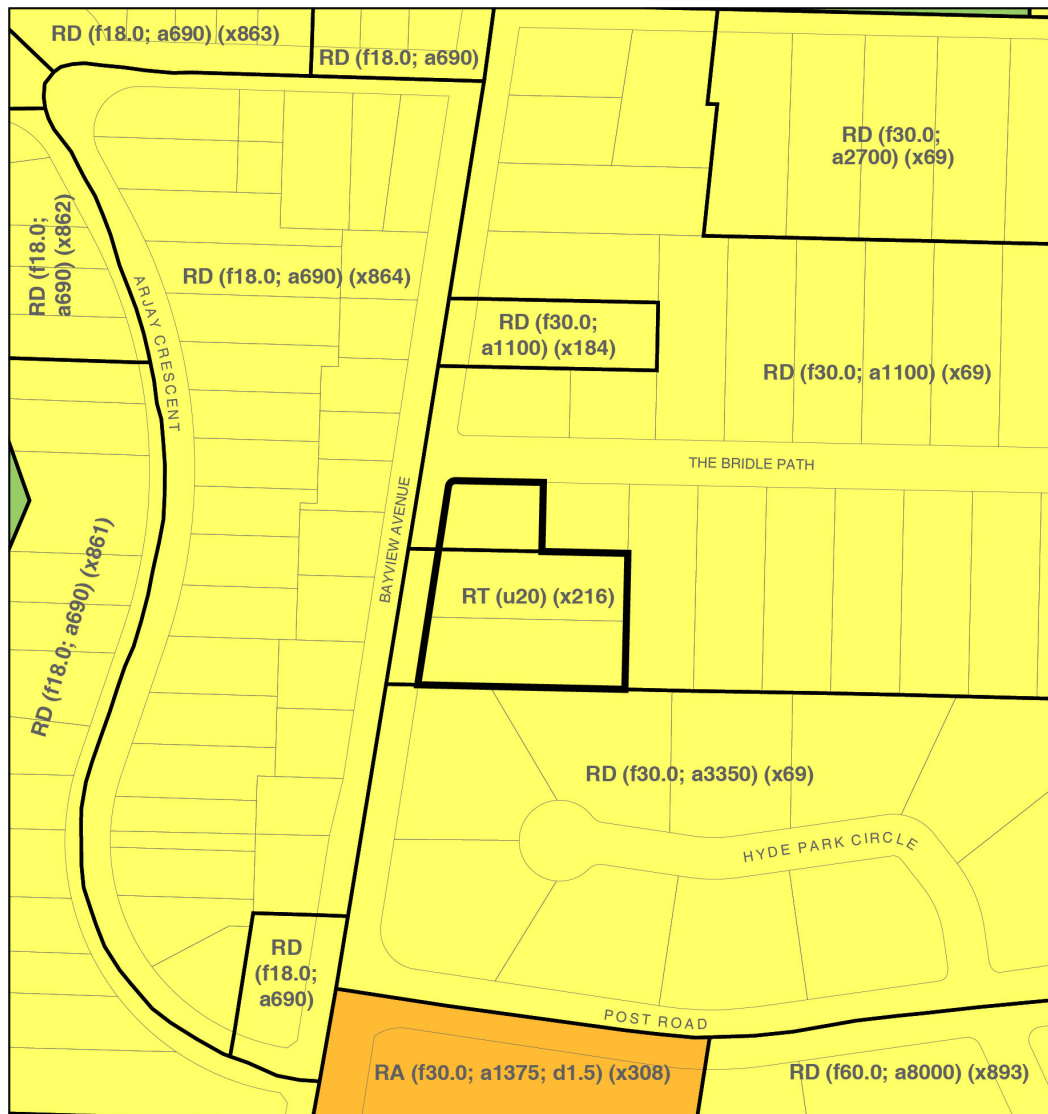 RD (f18.0; a690) (x863)
RD (f18.0; a690)
RD (f30.0;
a2700) (x69)
RD (f18.0;
a690) (x862)
RD (f18.0; a690) (x864)
ARJAY CRESCENT
RD (f30.0;
a1100) (x184)
RD (f30.0; a1100) (x69)
THE BRIDLE PATH
BAYVIEW AVENUE
RT (u20) (x216)
RD (f18.0; a690) (x861)
RD (f30.0; a3350) (x69)
HYDE PARK CIRCLE
RD
(f18.0;
a690)
POST ROAD
RA (f30.0; a1375; d1.5) (x308)
RD (f60.0; a8000) (x893)